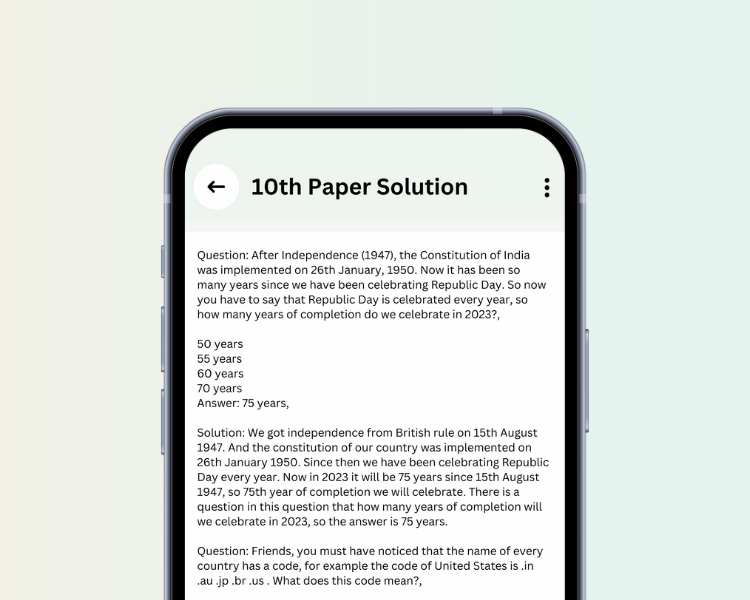 10th Paper Solution
Question: After Independence (1947), the Constitution of India
was implemented on 26th January, 1950. Now it has been so
many years since we have been celebrating Republic Day. So now
you have to say that Republic Day is celebrated every year, so
how many years of completion do we celebrate in 2023?,
50 years
55 years
60 years
70 years
Answer: 75 years,
Solution: We got independence from British rule on 15th August
1947. And the constitution of our country was implemented on
26th January 1950. Since then we have been celebrating Republic
Day every year. Now in 2023 it will be 75 years since 15th August
1947, so 75th year of completion we will celebrate. There is a
question in this question that how many years of completion will
we celebrate in 2023, so the answer is 75 years.
Question: Friends, you must have noticed that the name of every
country has a code, for example the code of United States is .in
.au .jp .br .us . What does this code mean?,